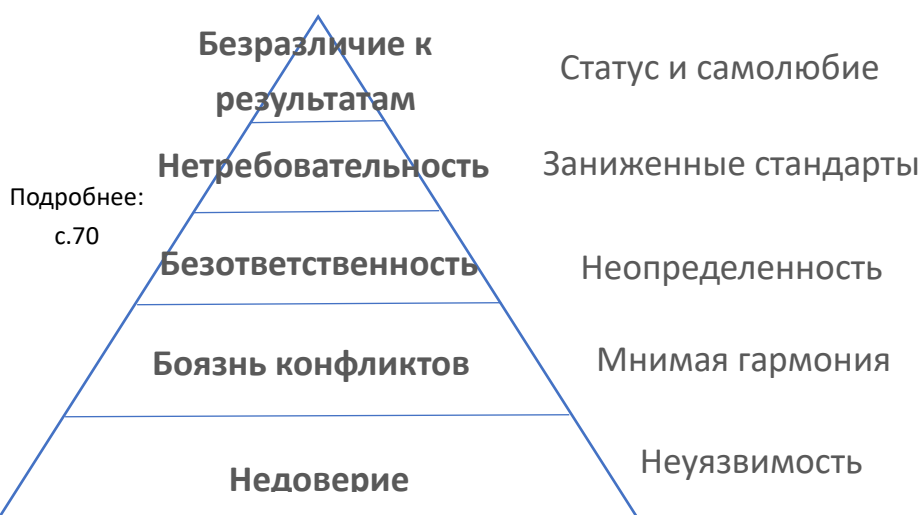 Безразличие к
результатам
Статус и самолюбие
Нетребовательность
Заниженные стандарты
Подробнее:
с.70
Безответственность
Неопределенность
Боязнь конфликтов
Мнимая гармония
Недоверие
Неуязвимость